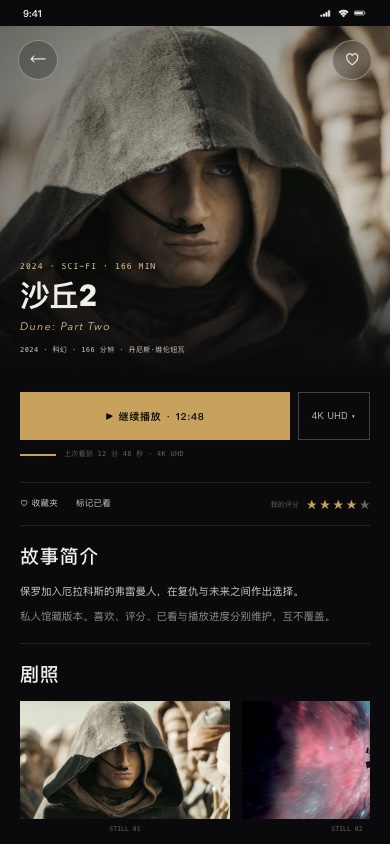 9:41
2024 · SCI-FI · 166 MIN
沙丘2
Dune: Part Two
2024 · 科幻 · 166 分钟 · 丹尼斯·维伦纽瓦
▶ 继续播放 · 12:48
4K UHD
上次看到 12 分 48 秒 · 4K UHD
收藏夹 标记已看 我的评分
故事简介
保罗加入厄拉科斯的弗雷曼人，在复仇与未来之间作出选择。
私人馆藏版本。喜欢、评分、已看与播放进度分别维护，互不覆盖。
剧照
STILL 01 STILL 02